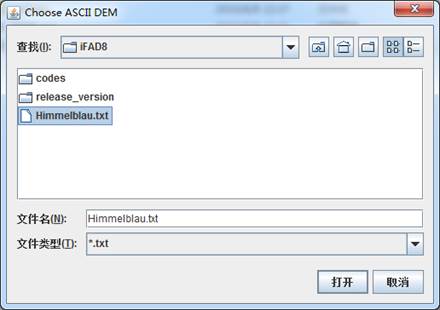 Choose ASCII DEM
查找(I): iFAD8
codes
release_version
Himmelblau.txt
文件名(N): Himmelblau.txt
文件类型(T): *.txt
打开 取消